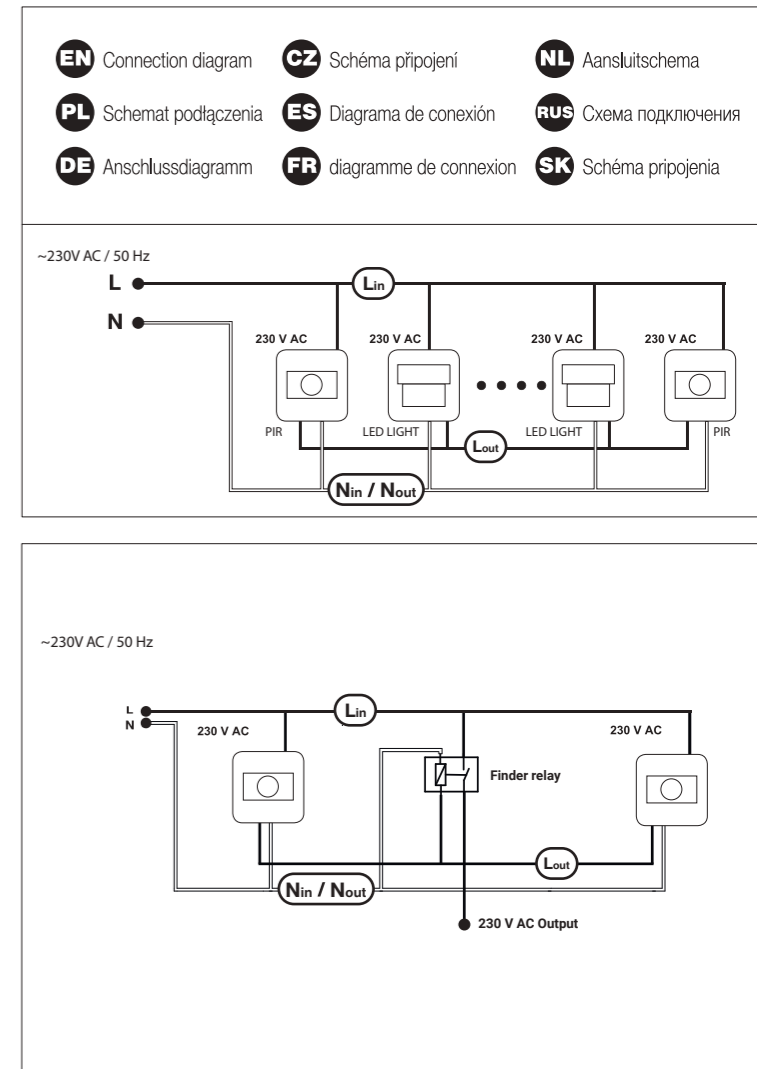 EN Connection diagram
CZ Schéma připojení
NL Aansluitschema
PL Schemat podłączenia
ES Diagrama de conexión
RUS Схема подключения
DE Anschlussdiagramm
FR diagramme de connexion
SK Schéma pripojenia
~230V AC / 50 Hz
L
Lin
N
230 V AC
230 V AC
230 V AC
230 V AC
PIR
LED LIGHT
LED LIGHT
PIR
Lout
Nin / Nout
~230V AC / 50 Hz
L
Lin
N
230 V AC
230 V AC
Finder relay
Lout
Nin / Nout
230 V AC Output